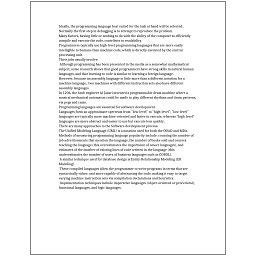 Ideally, the programming language best suited for the task at hand will be selected.
Normally the first step in debugging is to attempt to reproduce the problem.
Many factors, having little or nothing to do with the ability of the computer to efficiently
compile and execute the code, contribute to readability.
Programmers typically use high-level programming languages that are more easily
intelligible to humans than machine code, which is directly executed by the central
processing unit.
These jobs usually involve:
Although programming has been presented in the media as a somewhat mathematical
subject, some research shows that good programmers have strong skills in natural human
languages, and that learning to code is similar to learning a foreign language.
However, because an assembly language is little more than a different notation for a
machine language, two machines with different instruction sets also have different
assembly languages.
In 1206, the Arab engineer Al-Jazari invented a programmable drum machine where a
musical mechanical automaton could be made to play different rhythms and drum patterns,
via pegs and cams.
Programming languages are essential for software development.
Languages form an approximate spectrum from "low-level" to "high-level"; "low-level"
languages are typically more machine-oriented and faster to execute, whereas "high-level"
languages are more abstract and easier to use but execute less quickly.
There are many approaches to the Software development process.
The Unified Modeling Language (UML) is a notation used for both the OOAD and MDA.
Methods of measuring programming language popularity include: counting the number of
job advertisements that mention the language, the number of books sold and courses
teaching the language (this overestimates the importance of newer languages), and
estimates of the number of existing lines of code written in the language (this
underestimates the number of users of business languages such as COBOL).
A similar technique used for database design is Entity-Relationship Modeling (ER
Modeling).
These compiled languages allow the programmer to write programs in terms that are
syntactically richer, and more capable of abstracting the code, making it easy to target
varying machine instruction sets via compilation declarations and heuristics.
Implementation techniques include imperative languages (object-oriented or procedural),
functional languages, and logic languages.